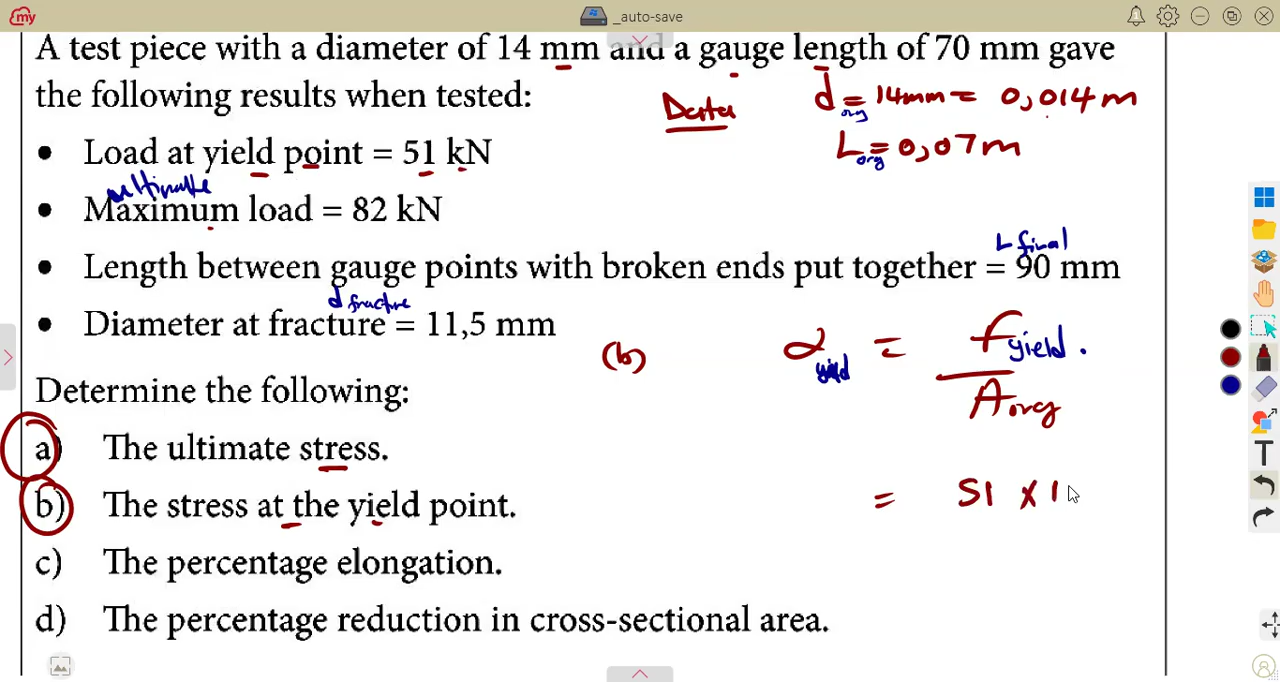 my
_auto-save
A test piece with a diameter of 14 mm and a gauge length of 70 mm gave
the following results when tested:
Data
d org = 14mm = 0,014 m
L org = 0,07 m
• Load at yield point = 51 kN
ultimate
• Maximum load = 82 kN
L final
• Length between gauge points with broken ends put together = 90 mm
d fracture
• Diameter at fracture = 11,5 mm
(b)
α yield = f yield .
A org
Determine the following:
a) The ultimate stress.
= 51 × 1
b) The stress at the yield point.
c) The percentage elongation.
d) The percentage reduction in cross-sectional area.
T